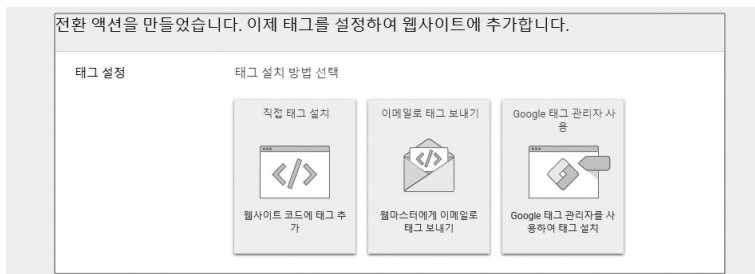 전환 액션을 만들었습니다. 이제 태그를 설정하여 웹사이트에 추가합니다.
태그 설정
태그 설치 방법 선택
직접 태그 설치
</>
웹사이트 코드에 태그 추
가
이메일로 태그 보내기
</>
웹마스터에게 이메일로
태그 보내기
Google 태그 관리자 사
용
Google 태그 관리자를 사
용하여 태그 설치